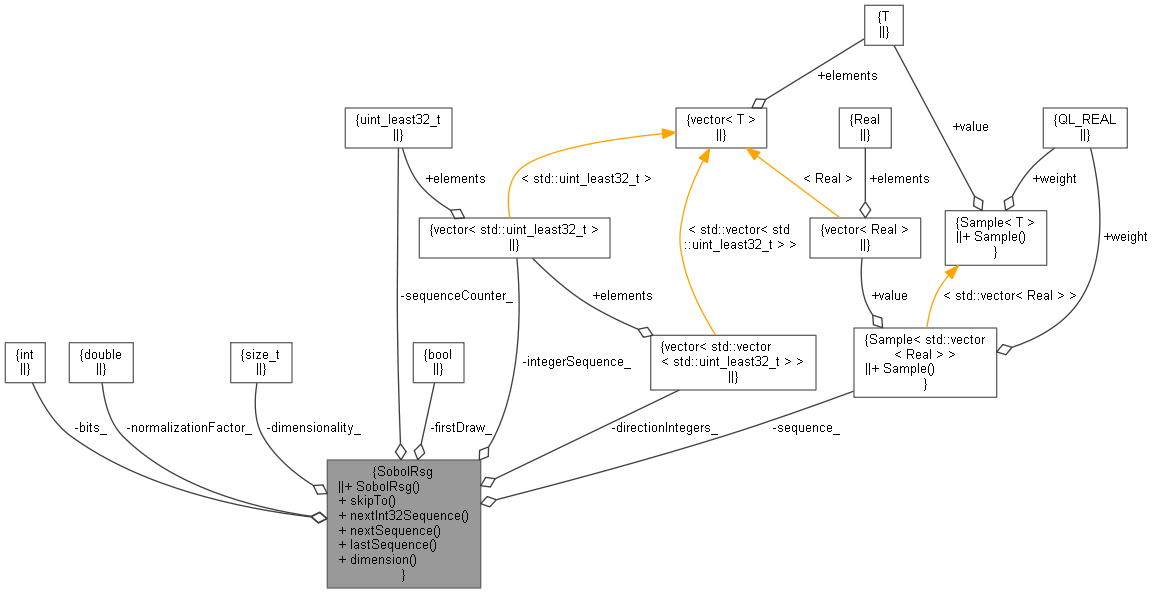 {T
||}
+elements
{uint_least32_t
||}
{vector< T >
||}
{Real
||}
{QL_REAL
||}
+value
+elements
< std::uint_least32_t >
< Real >
+elements
+weight
{vector< std::uint_least32_t >
||}
< std::vector< std
::uint_least32_t > >
{vector< Real >
||}
{Sample< T >
||+ Sample()
}
+weight
-sequenceCounter_
+elements
+value
< std::vector< Real > >
{int
||}
{double
||}
{size_t
||}
{bool
||}
-integerSequence_
{vector< std::vector
< std::uint_least32_t > >
||}
{Sample< std::vector
< Real > >
||+ Sample()
}
-bits_
-normalizationFactor_
-dimensionality_
-firstDraw_
-directionIntegers_
-sequence_
{SobolRsg
||+ SobolRsg()
+ skipTo()
+ nextInt32Sequence()
+ nextSequence()
+ lastSequence()
+ dimension()
}